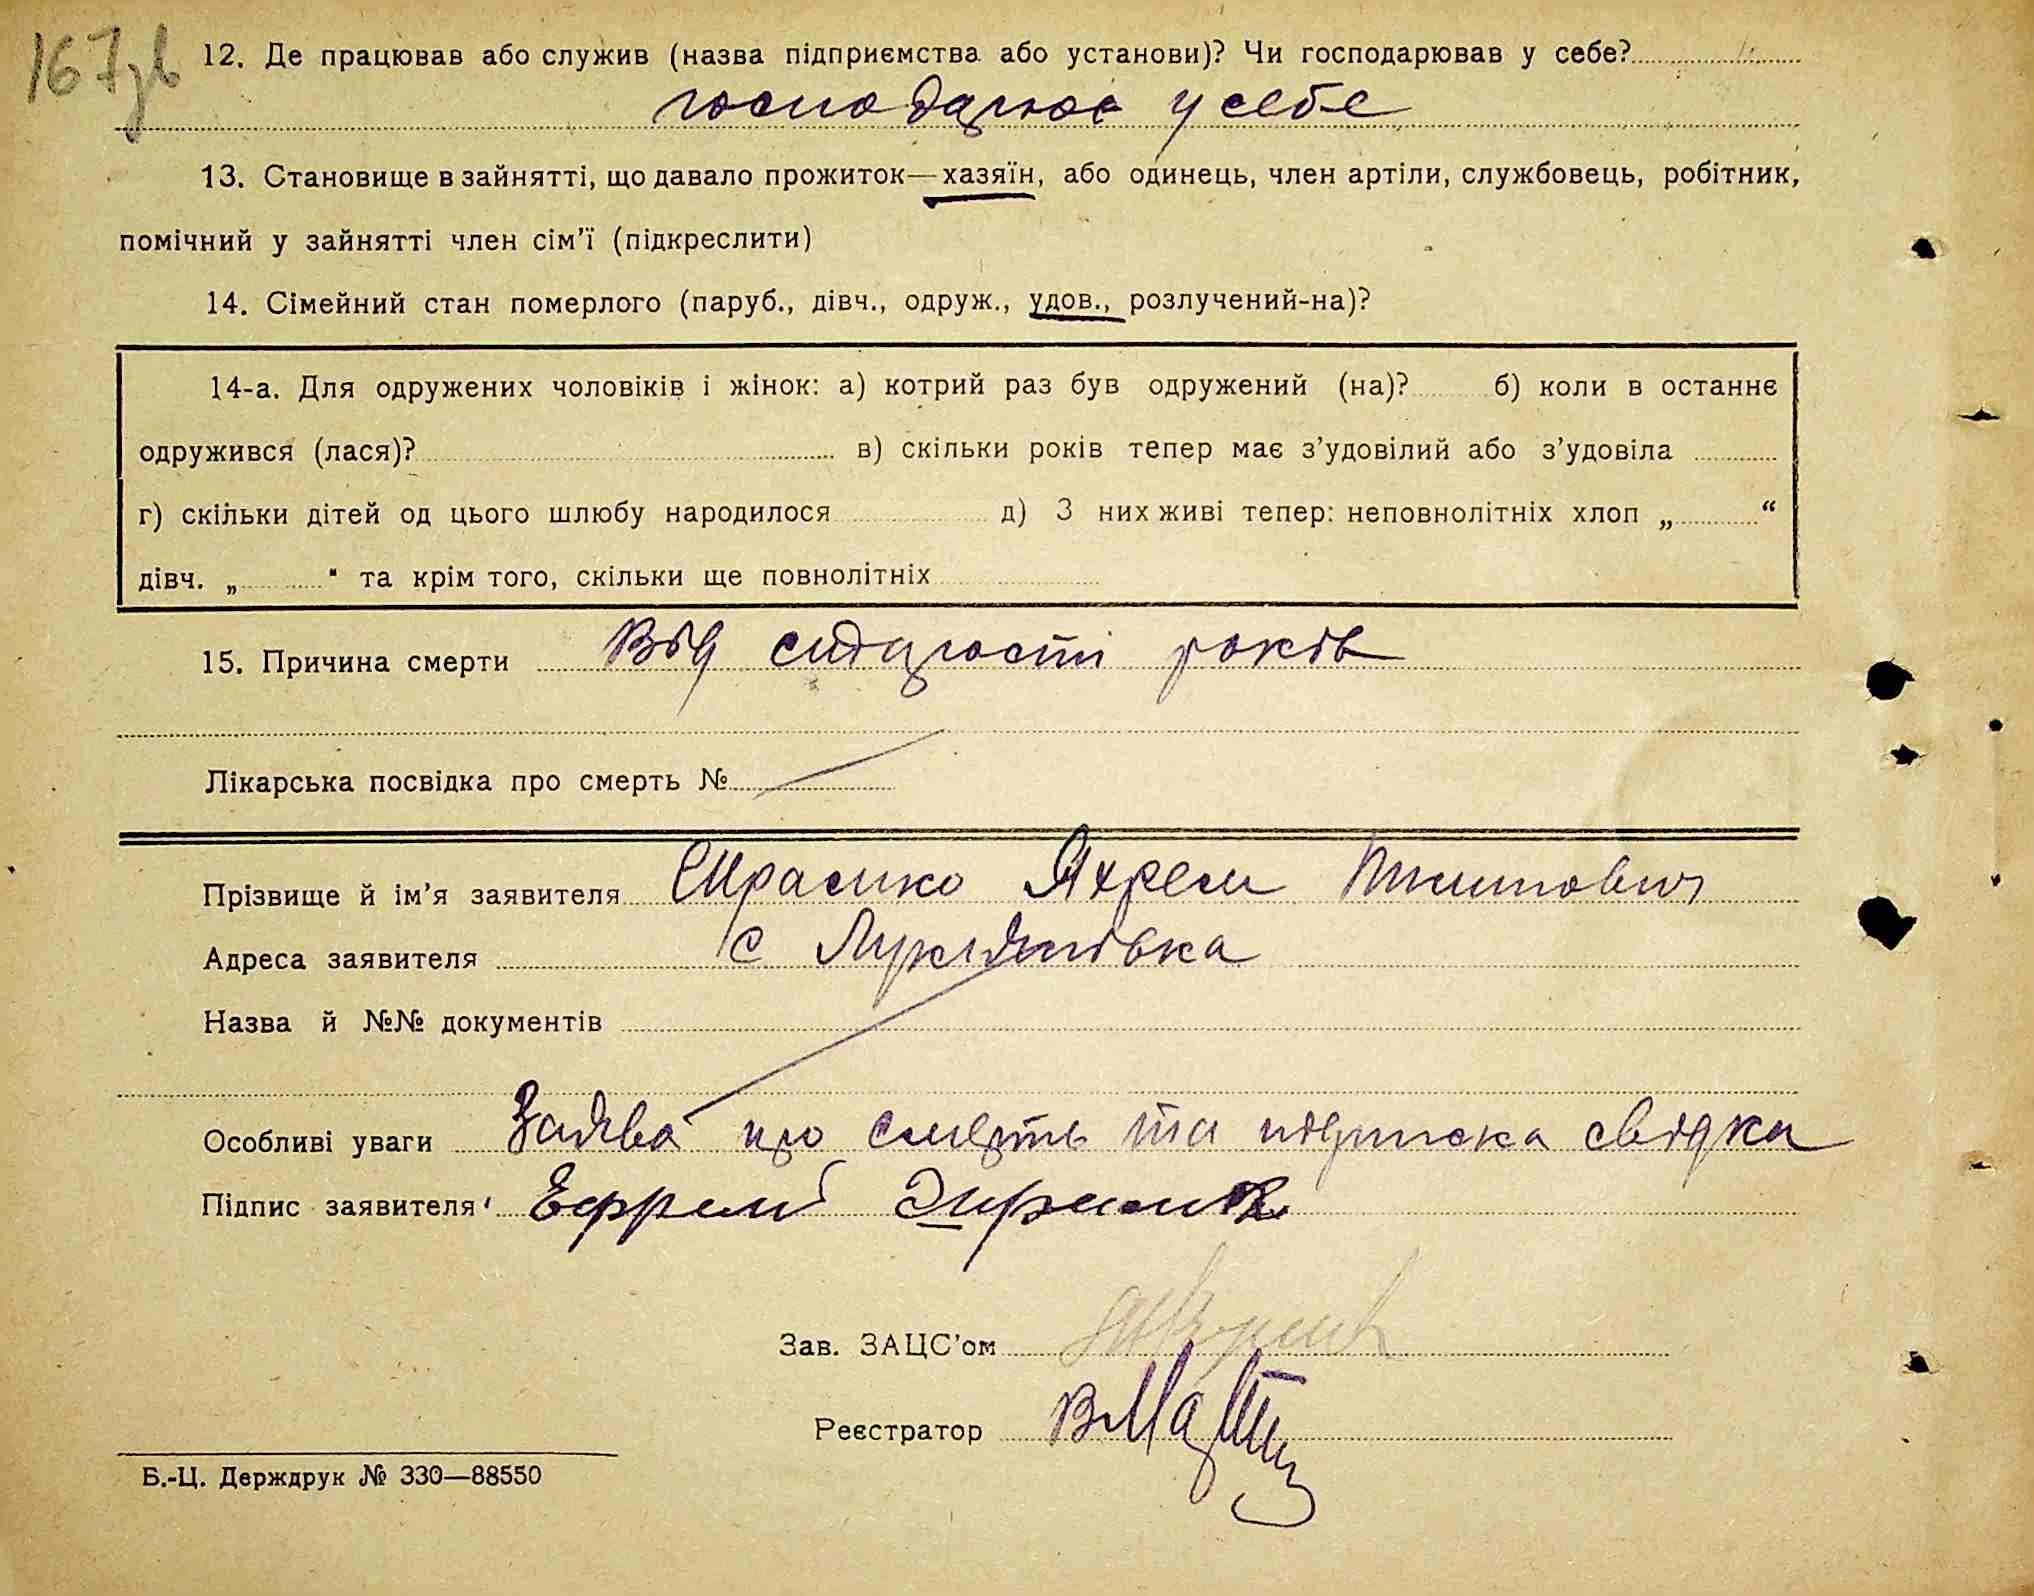 167зв
12. Де працював або служив (назва підприємства або установи)? Чи господарював у себе?
господарює у себе
13. Становище в зайнятті, що давало прожиток—хазяїн, або одинець, член артіли, службовець, робітник,
помічний у зайнятті член сім’ї (підкреслити)
14. Сімейний стан померлого (паруб., дівч., одруж., удов., розлучений-на)?
14-а. Для одружених чоловіків і жінок: а) котрий раз був одружений (на)? б) коли в останнє
одружився (лася)? в) скільки років тепер має з’удовілий або з’удовіла
г) скільки дітей од цього шлюбу народилося д) З них живі тепер: неповнолітніх хлоп „ “
дівч. „ “ та крім того, скільки ще повнолітніх
15. Причина смерти Від старости років
Лікарська посвідка про смерть №
Прізвище й ім’я заявителя
Адреса заявителя с Лукянівка
Назва й №№ документів
Особливі уваги Заява про смерть та підписка свідка
Підпис заявителя Ефрем
Зав. ЗАЦС’ом
Реєстратор
Б.-Ц. Держдрук № 330—88550